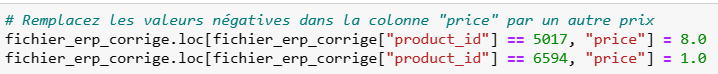 # Remplacez les valeurs négatives dans la colonne "price" par un autre prix
fichier_erp_corrige.loc[fichier_erp_corrige["product_id"] == 5017, "price"] = 8.0
fichier_erp_corrige.loc[fichier_erp_corrige["product_id"] == 6594, "price"] = 1.0